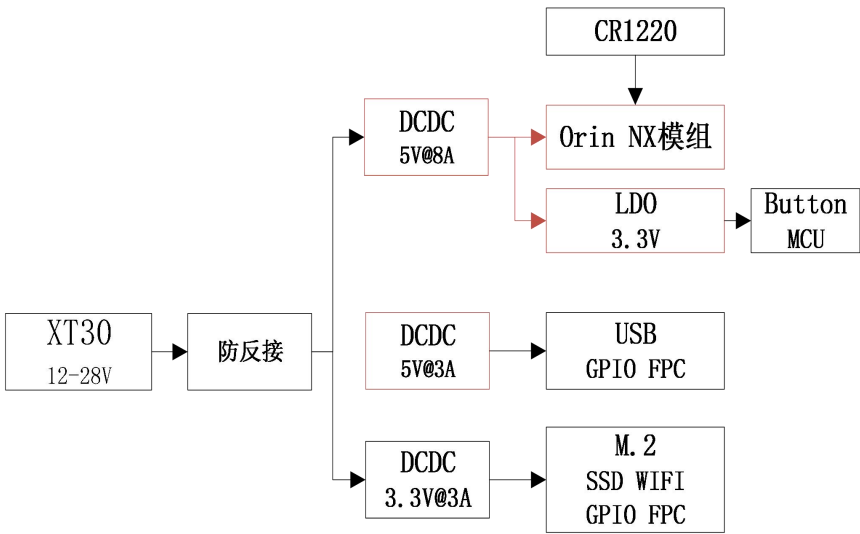 CR1220
DCDC
5V@8A
Orin NX模组
LDO
3.3V
Button
MCU
XT30
12-28V
防反接
DCDC
5V@3A
USB
GPIO FPC
DCDC
3.3V@3A
M.2
SSD WIFI
GPIO FPC